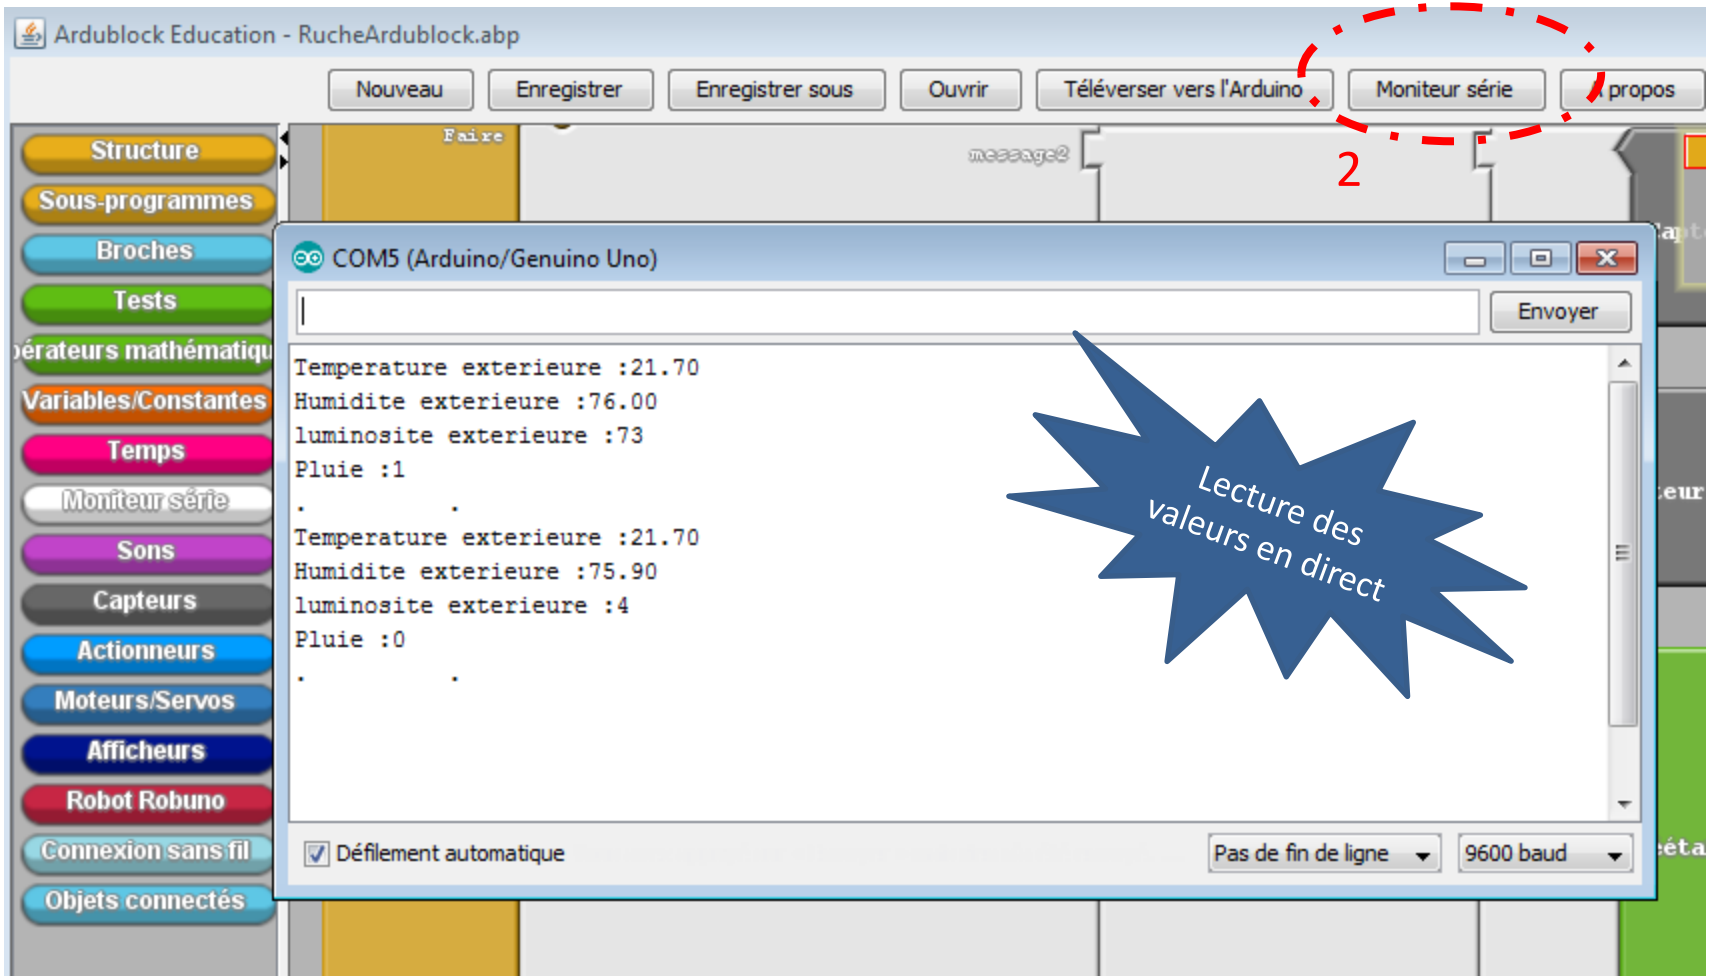 Ardublock Education - RucheArdublock.abp
Nouveau
Enregistrer
Enregistrer sous
Ouvrir
Téléverser vers l'Arduino
Moniteur série
propos
2
Structure
Sous-programmes
Broches
Tests
érateurs mathématiqu
Variables/Constantes
Temps
Moniteur série
Sons
Capteurs
Actionneurs
Moteurs/Servos
Afficheurs
Robot Robuno
Connexion sans fil
Objets connectés
Faire
message2
COM5 (Arduino/Genuino Uno)
Envoyer
Temperature exterieure :21.70
Humidite exterieure :76.00
luminosite exterieure :73
Pluie :1
. .
Temperature exterieure :21.70
Humidite exterieure :75.90
luminosite exterieure :4
Pluie :0
. .
Lecture des
valeurs en direct
Défilement automatique
Pas de fin de ligne
9600 baud
teur
éta